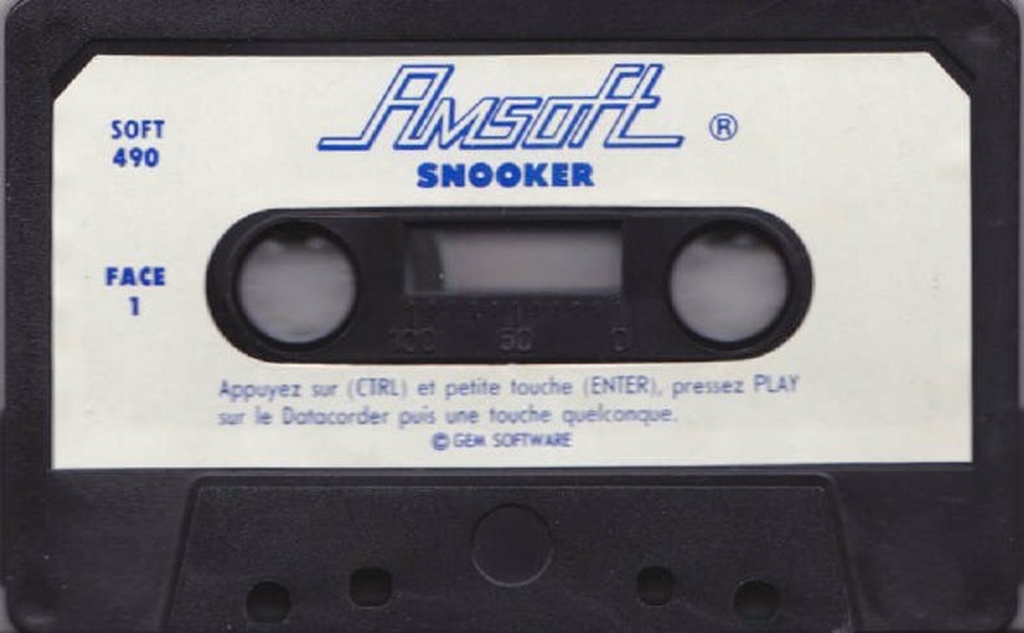 Amsoft ®
SNOOKER
SOFT
490
FACE
1
100 50 0
Appuyez sur (CTRL) et petite touche (ENTER), pressez PLAY
sur le Datacorder puis une touche quelconque.
© GEM SOFTWARE